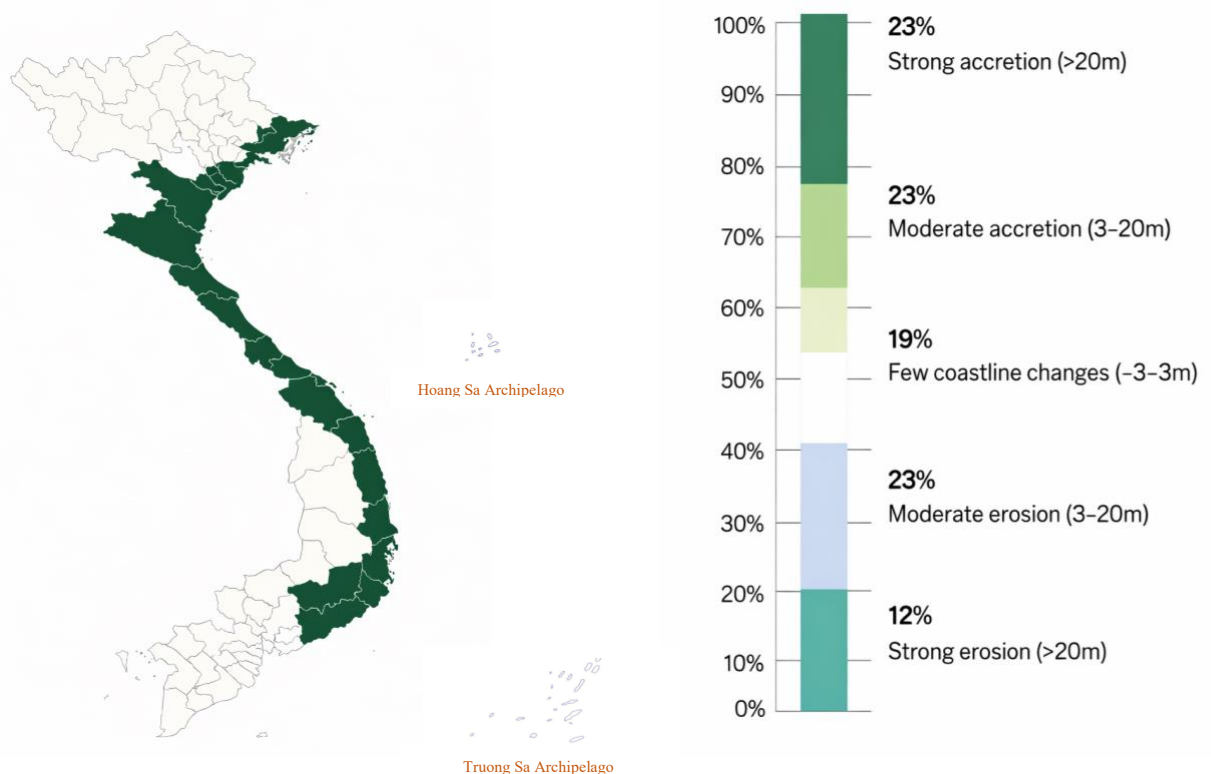 Hoang Sa Archipelago
Truong Sa Archipelago
100%
90%
80%
70%
60%
50%
40%
30%
20%
10%
0%
23%
Strong accretion (>20m)
23%
Moderate accretion (3–20m)
19%
Few coastline changes (–3–3m)
23%
Moderate erosion (3–20m)
12%
Strong erosion (>20m)